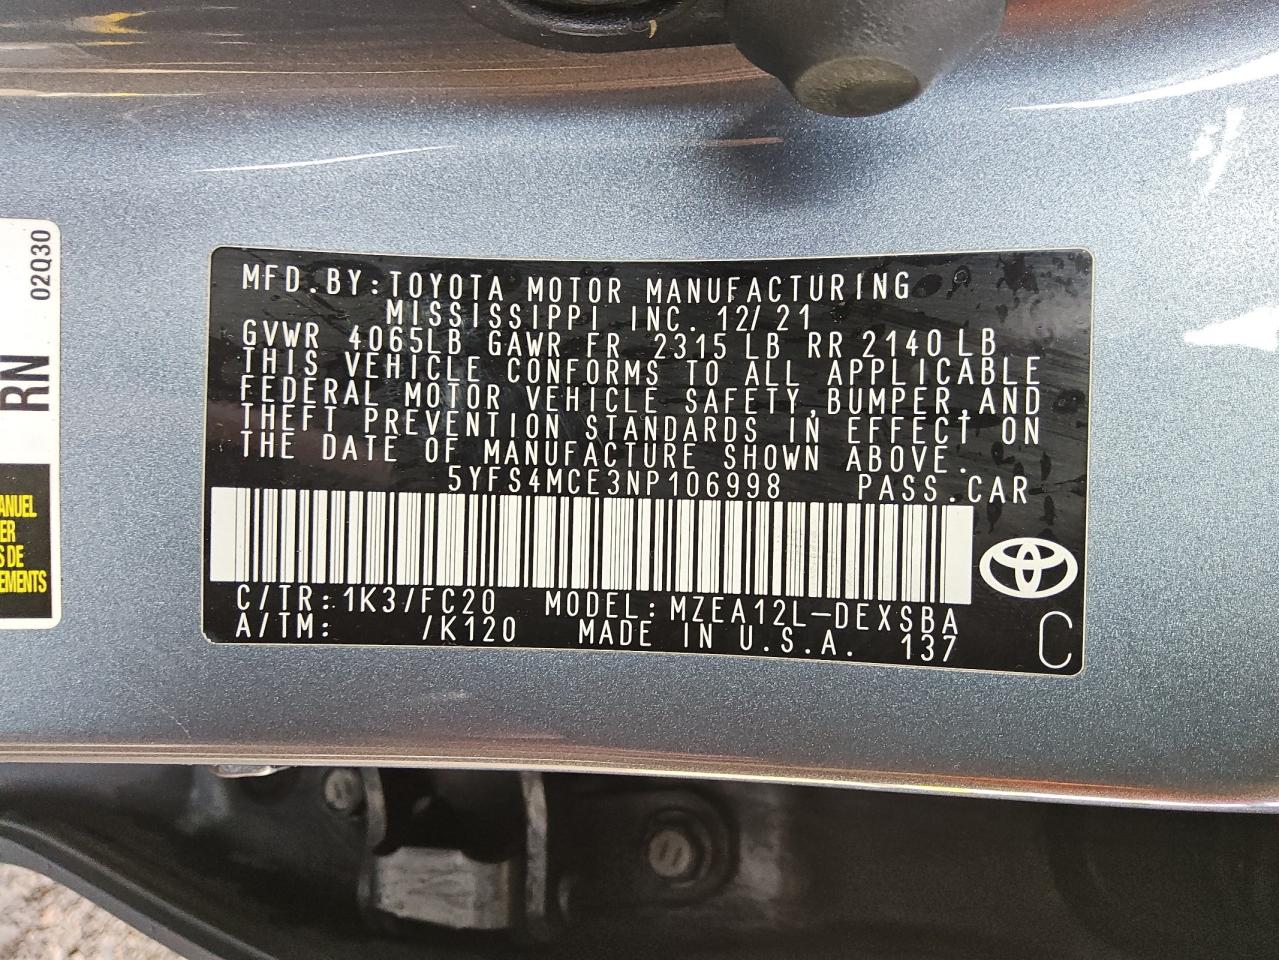 02Q30
RN
ANUEL
ER
S DE
EMENTS
MFD.BY:TOYOTA MOTOR MANUFACTURING
MISSISSIPPI INC. 12/21
GVWR 4065LB GAWR FR 2315 LB RR 2140 LB
THIS VEHICLE CONFORMS TO ALL APPLICABLE
FEDERAL MOTOR VEHICLE SAFETY,BUMPER,AND
THEFT PREVENTION STANDARDS IN EFFECT ON
THE DATE OF MANUFACTURE SHOWN ABOVE.
5YFS4MCE3NP106998 PASS.CAR
C/TR:1K3/FC20 MODEL:MZEA12L-DEXSBA
A/TM: /K120 MADE IN U.S.A. 137
C